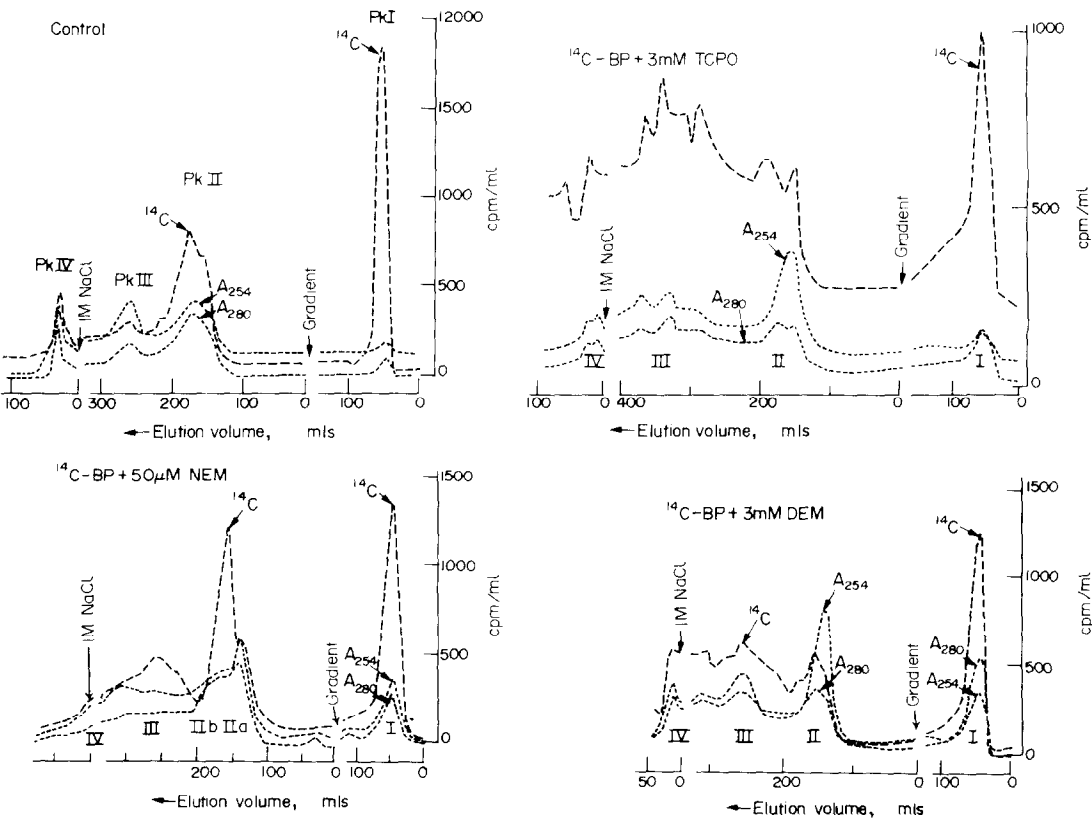 Control
PkI
12000
¹⁴C
1500
Pk II
1000
cpm/ml
¹⁴C
Pk IV
Pk III
1M NaCl
A₂₅₄
A₂₈₀
500
Gradient
0
100 0 300 200 100 0 100 0
Elution volume, mls
¹⁴C-BP + 3mM TCPO
1000
¹⁴C
500
cpm/ml
A₂₅₄
Gradient
1M NaCl
A₂₈₀
IV III II I
0
100 0 400 200 0 100 0
Elution volume, mls
¹⁴C-BP + 50µM NEM
1500
¹⁴C
¹⁴C
1000
cpm/ml
1M NaCl
500
Gradient
A₂₅₄
A₂₈₀
IV III IIb IIa I
0
200 100 0 100 0
Elution volume, mls
¹⁴C-BP + 3mM DEM
1500
¹⁴C
1M NaCl
A₂₅₄
1000
cpm/ml
¹⁴C
A₂₈₀
Gradient
A₂₈₀
A₂₅₄
500
IV III II I
0
50 0 200 0 100 0
Elution volume, mls